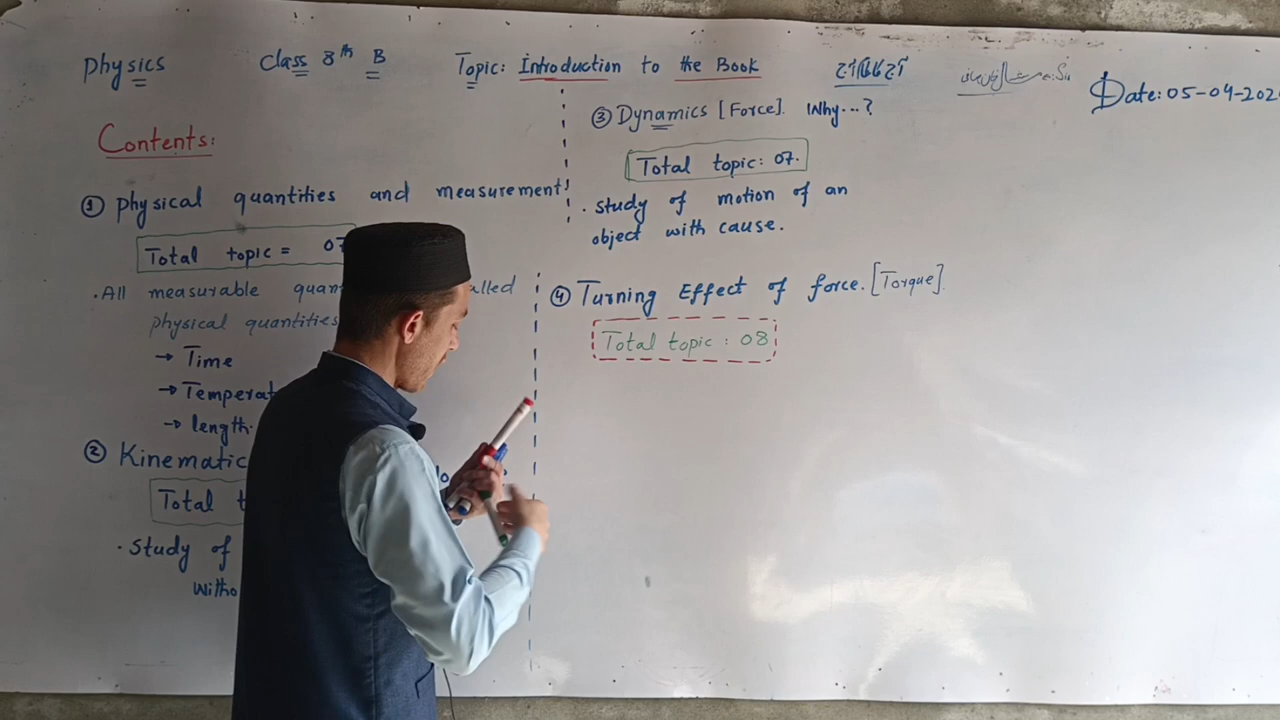 Physics Class 8th B Topic: Introduction to the Book Date: 05-04-202
Contents:
① Physical quantities and measurement
Total topic = 07
. All measurable quan alled
physical quantities
→ Time
→ Temperat
→ length.
② Kinematic
Total t
. Study of
Witho
③ Dynamics [Force]. Why...?
Total topic: 07.
. study of motion of an
object with cause.
④ Turning Effect of force. [Torque].
Total topic : 08